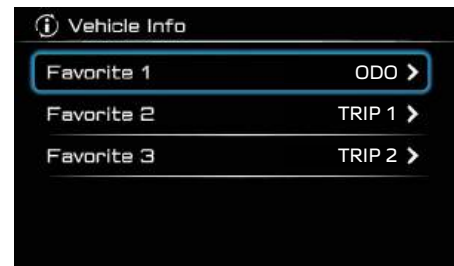 Vehicle Info
Favorite 1 ODO
Favorite 2 TRIP 1
Favorite 3 TRIP 2